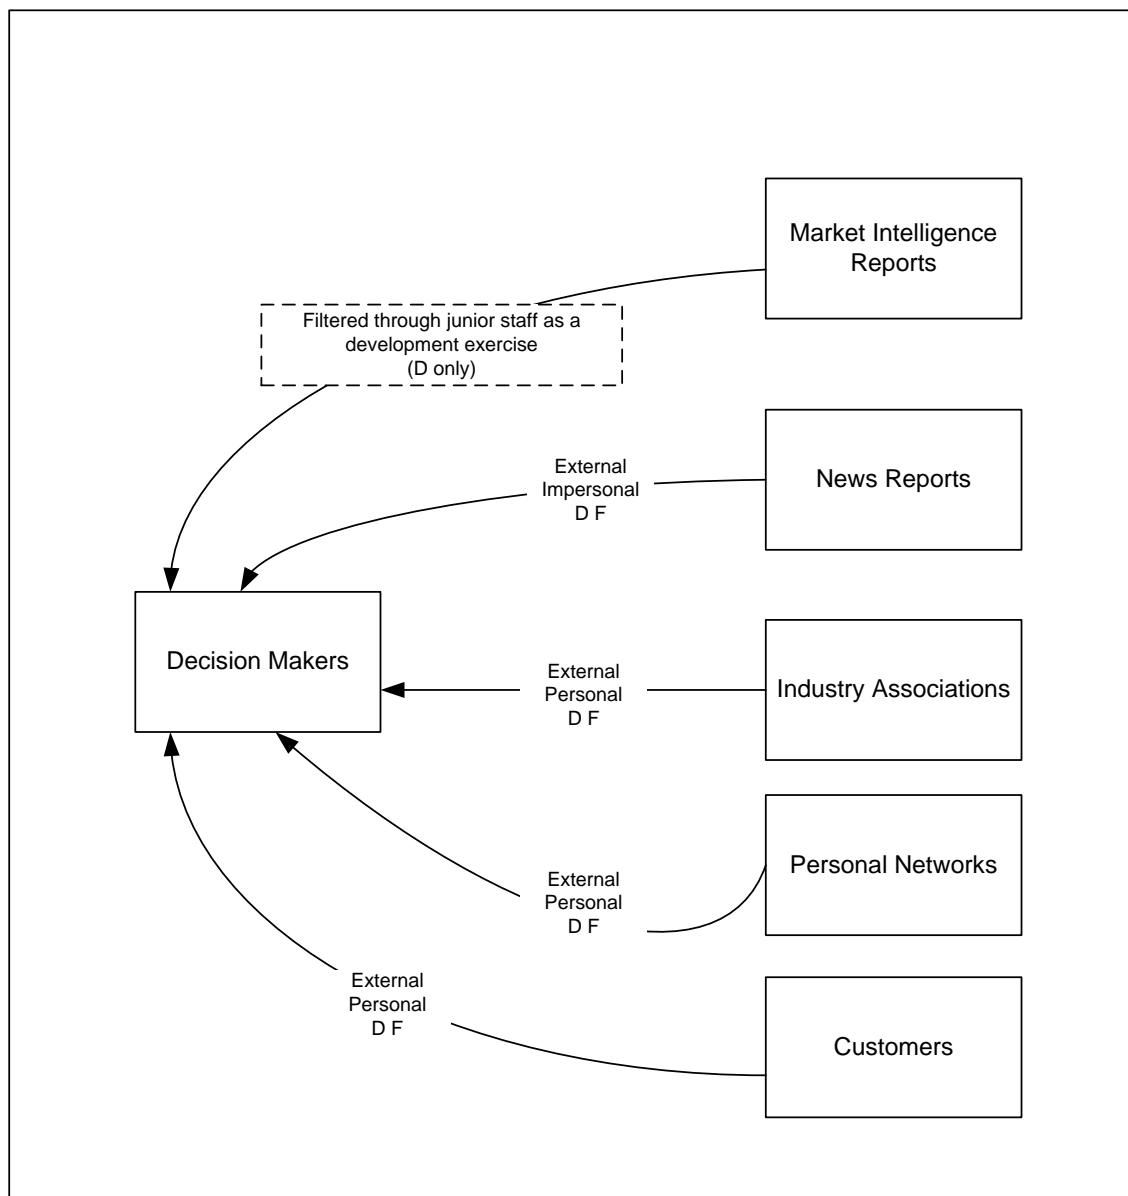 Market Intelligence
Reports
Filtered through junior staff as a
development exercise
(D only)
External
Impersonal
D F
News Reports
Decision Makers
External
Personal
D F
Industry Associations
External
Personal
D F
Personal Networks
External
Personal
D F
Customers